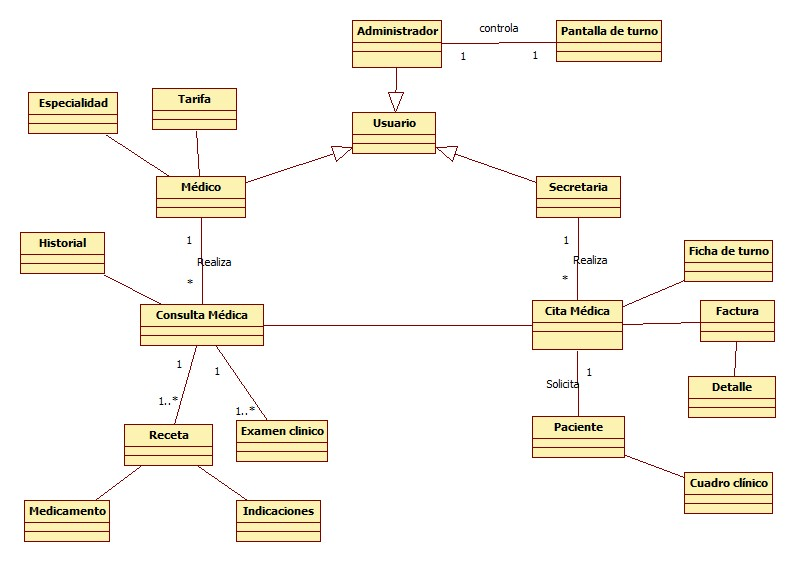 Administrador
controla
Pantalla de turno
1
1
Especialidad
Tarifa
Usuario
Médico
Secretaria
1
Realiza
*
1
Realiza
*
Historial
Ficha de turno
Consulta Médica
Cita Médica
Factura
1
1
1..*
1..*
Solicita
1
Detalle
Receta
Examen clinico
Paciente
Cuadro clínico
Medicamento
Indicaciones